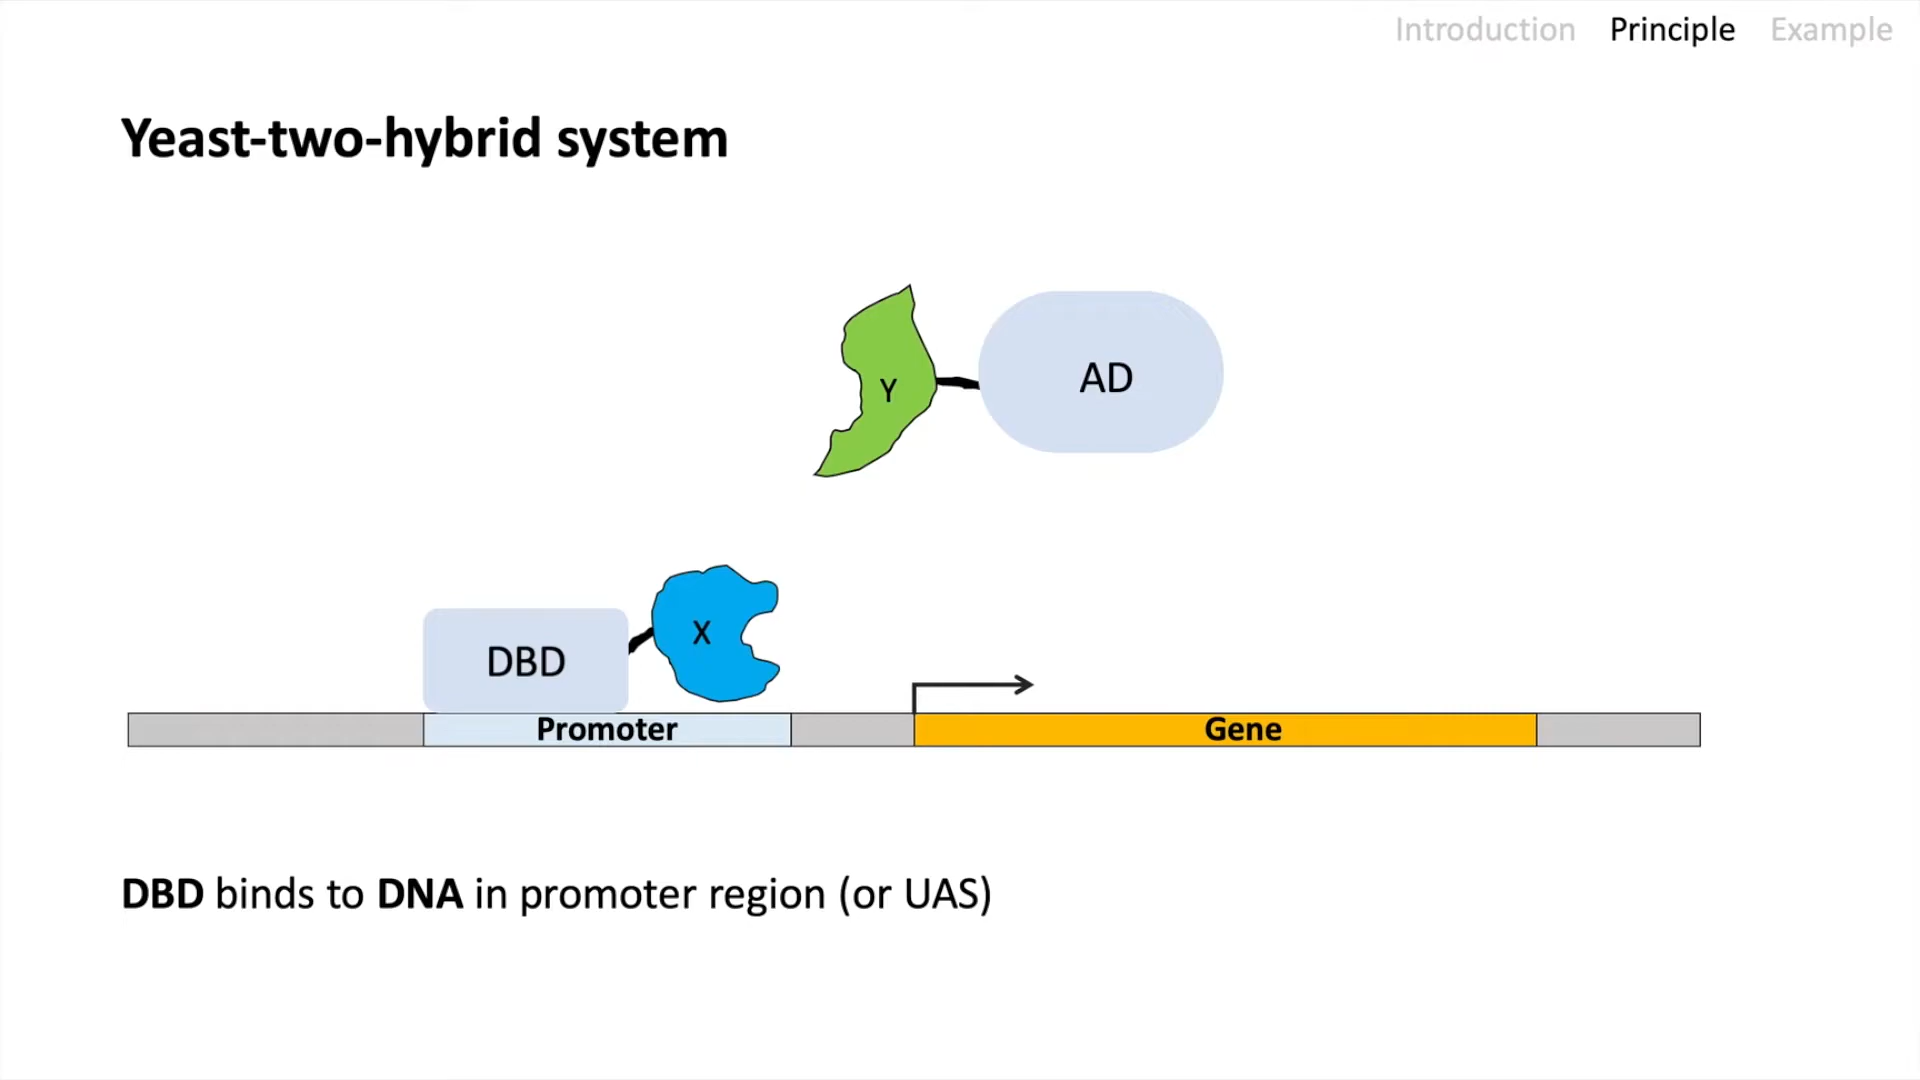 Introduction Principle Example
Yeast-two-hybrid system
Y
AD
X
DBD
Promoter
Gene
DBD binds to DNA in promoter region (or UAS)